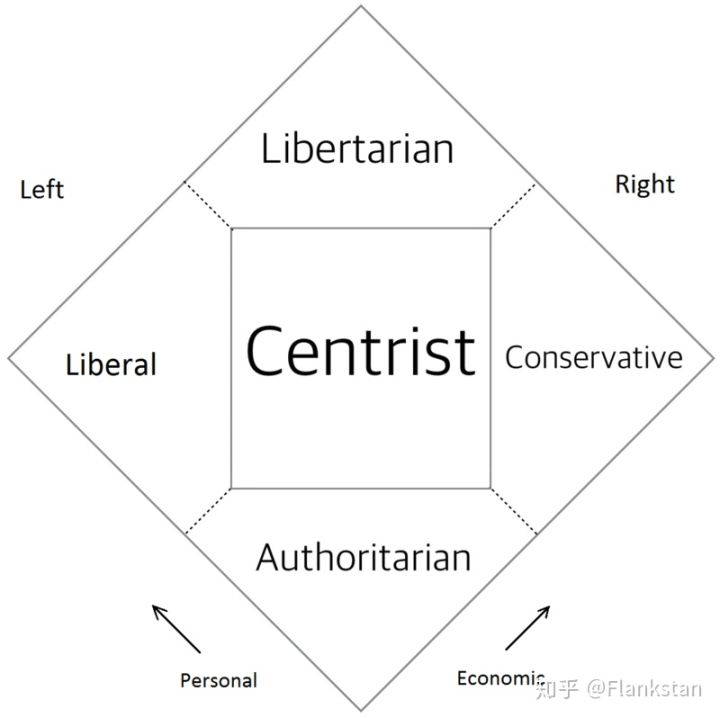 Libertarian
Left
Right
Centrist
Liberal
Conservative
Authoritarian
Personal
Economic
知乎 @Flankstan